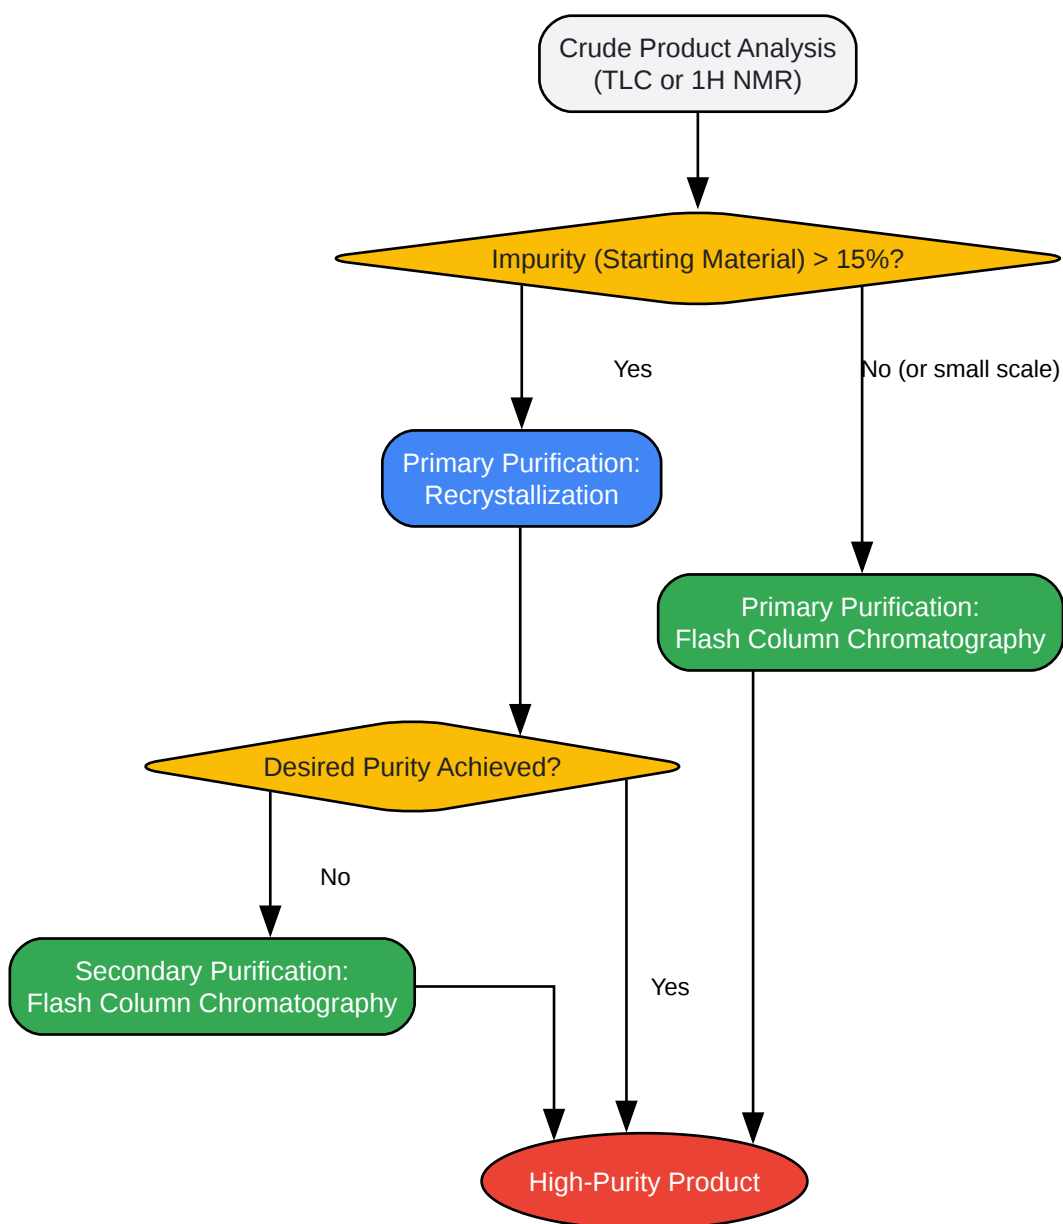 Crude Product Analysis
(TLC or 1H NMR)
Impurity (Starting Material) > 15%?
Yes
No (or small scale)
Primary Purification:
Recrystallization
Primary Purification:
Flash Column Chromatography
Desired Purity Achieved?
No
Secondary Purification:
Flash Column Chromatography
Yes
High-Purity Product